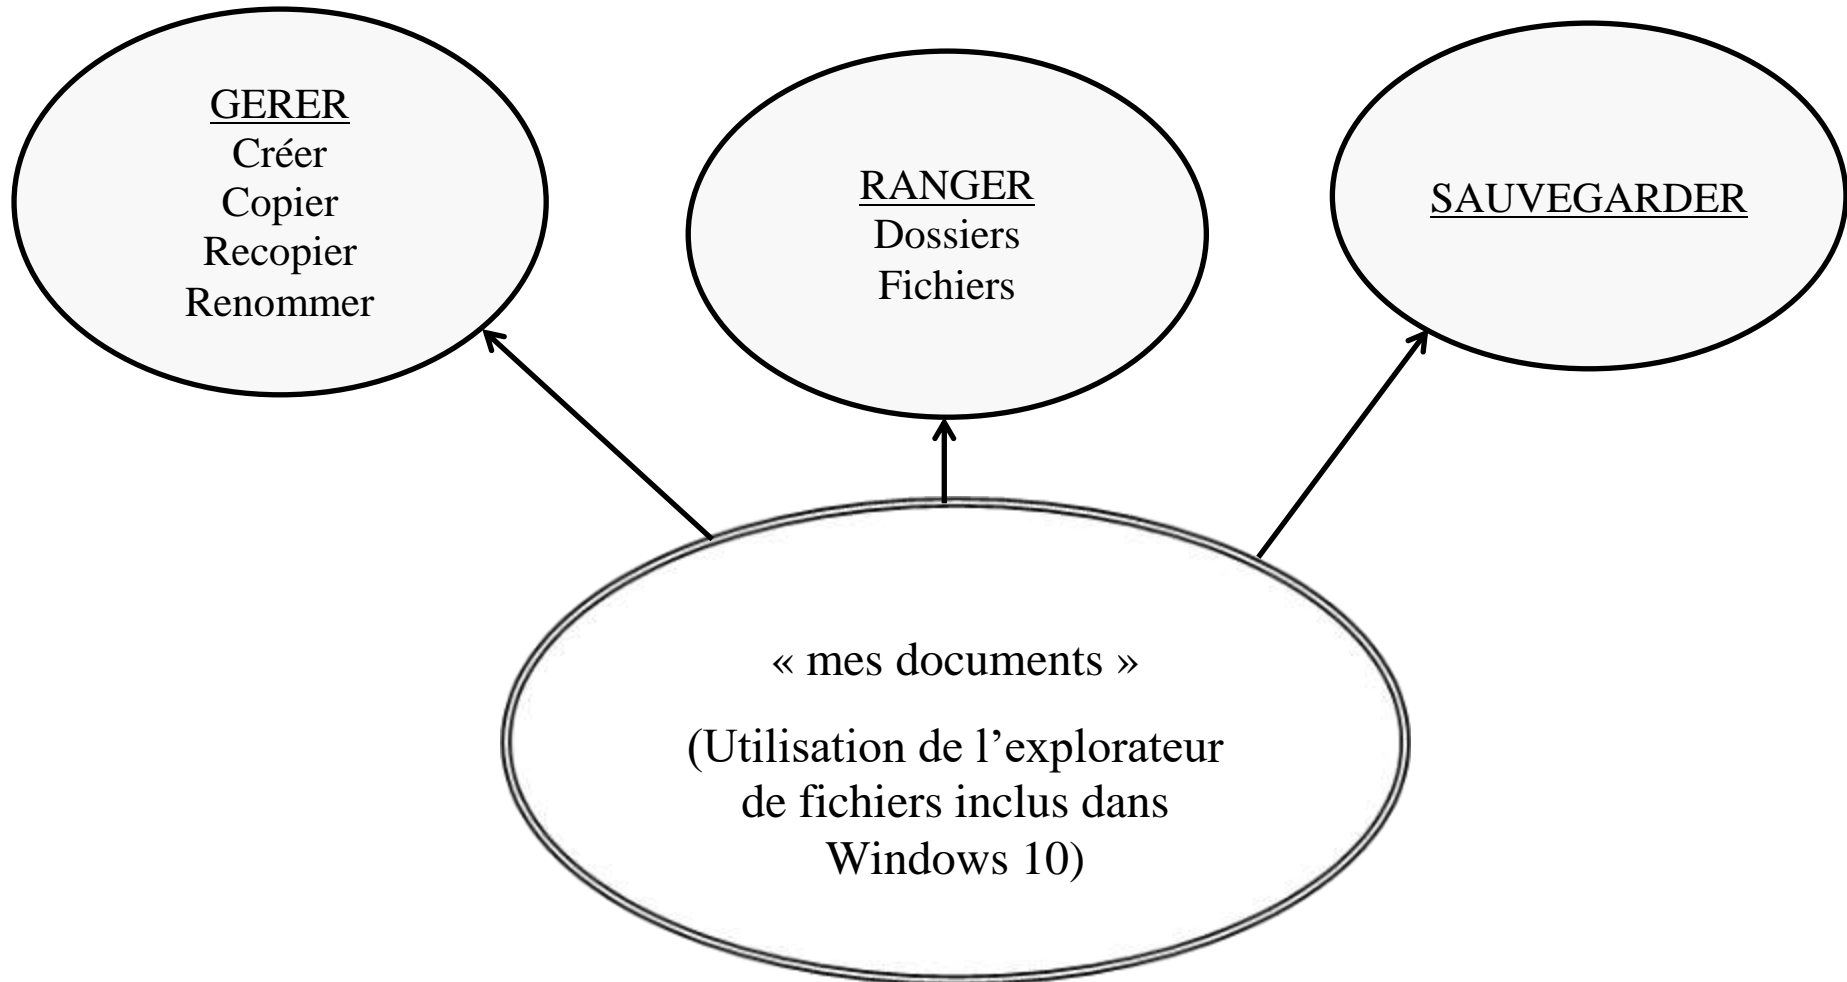 GERER
Créer
Copier
Recopier
Renommer
RANGER
Dossiers
Fichiers
SAUVEGARDER
« mes documents »
(Utilisation de l’explorateur
de fichiers inclus dans
Windows 10)